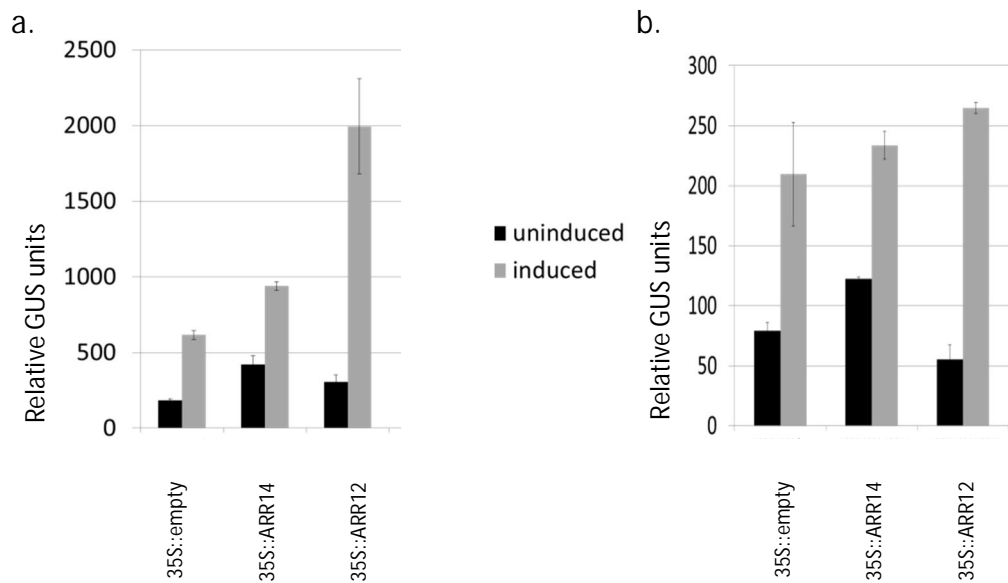 a.
Relative GUS units
2500
2000
1500
1000
500
0
35S::empty
35S::ARR14
35S::ARR12
uninduced
induced
b.
Relative GUS units
300
250
200
150
100
50
0
35S::empty
35S::ARR14
35S::ARR12